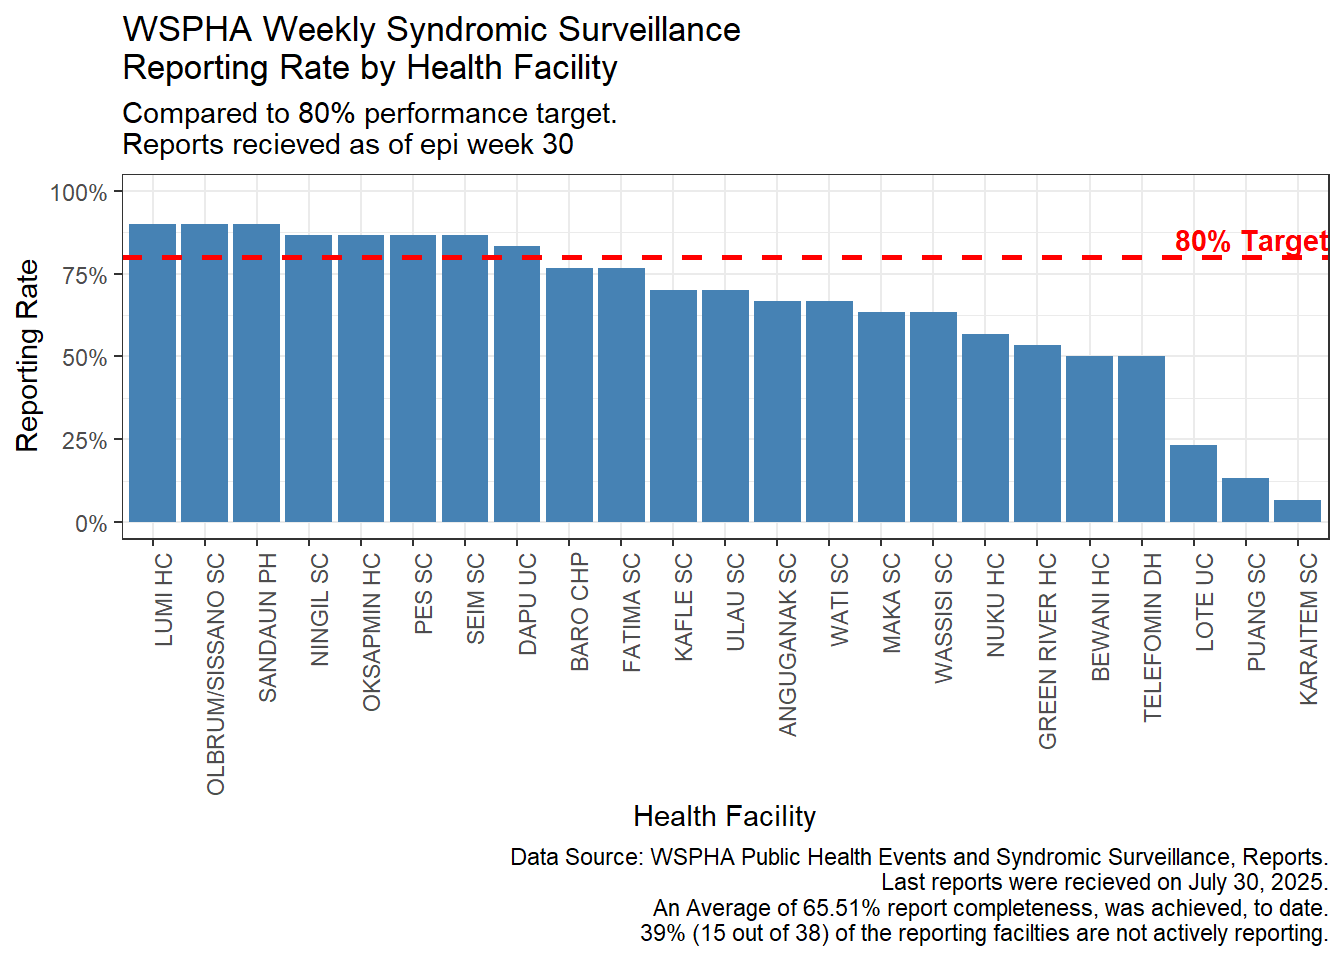 WSPHA Weekly Syndromic Surveillance
Reporting Rate by Health Facility
Compared to 80% performance target.
Reports recieved as of epi week 30
100%
75%
50%
25%
0%
Reporting Rate
80% Target
LUMI HC
OLBRUM/SISSANO SC
SANDAUN PH
NINGIL SC
OKSAPMIN HC
PES SC
SEIM SC
DAPU UC
BARO CHP
FATIMA SC
KAFLE SC
ULAU SC
ANGUGANAK SC
WATI SC
MAKA SC
WASSISI SC
NUKU HC
GREEN RIVER HC
BEWANI HC
TELEFOMIN DH
LOTE UC
PUANG SC
KARAITEM SC
Health Facility
Data Source: WSPHA Public Health Events and Syndromic Surveillance, Reports.
Last reports were recieved on July 30, 2025.
An Average of 65.51% report completeness, was achieved, to date.
39% (15 out of 38) of the reporting facilties are not actively reporting.